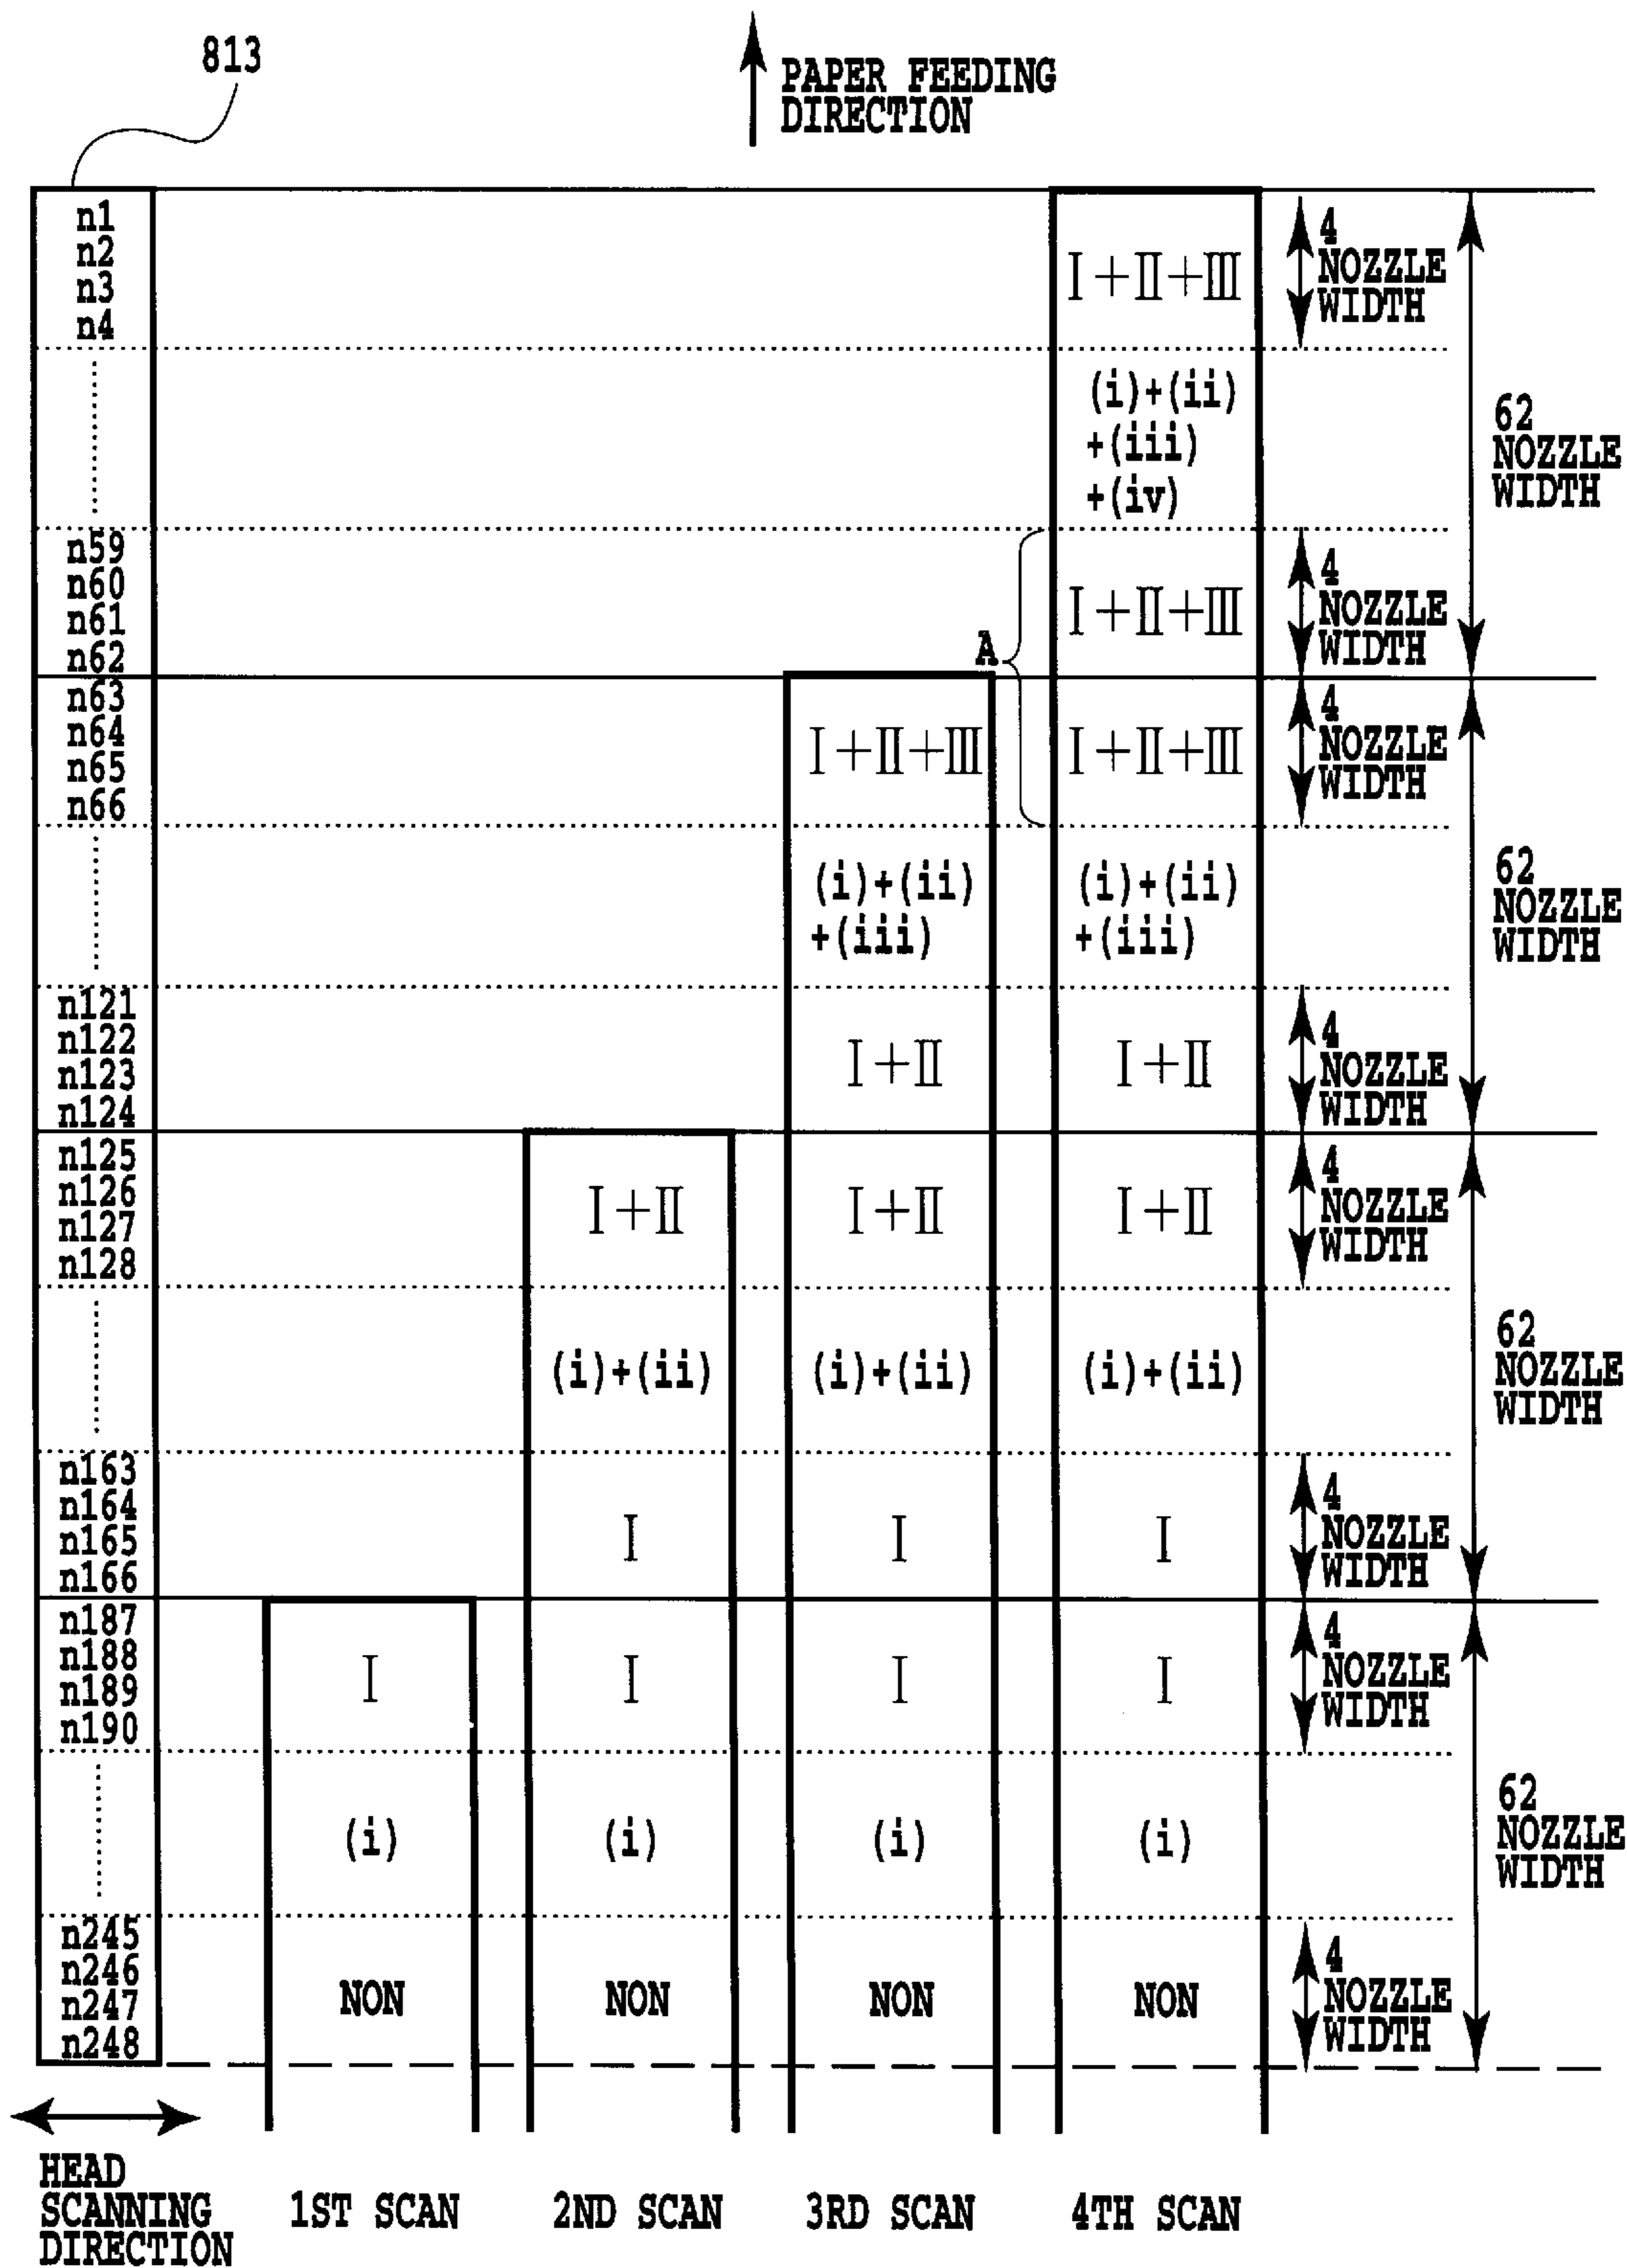 813
PAPER FEEDING
DIRECTION
n1
n2
n3
n4
I+II+III
4
NOZZLE
WIDTH
(i)+(ii)
+(iii)
+(iv)
62
NOZZLE
WIDTH
n59
n60
n61
n62
A
I+II+III
4
NOZZLE
WIDTH
n63
n64
n65
n66
I+II+III
I+II+III
4
NOZZLE
WIDTH
(i)+(ii)
+(iii)
(i)+(ii)
+(iii)
62
NOZZLE
WIDTH
n121
n122
n123
n124
I+II
I+II
4
NOZZLE
WIDTH
n125
n126
n127
n128
I+II
I+II
I+II
4
NOZZLE
WIDTH
(i)+(ii)
(i)+(ii)
(i)+(ii)
62
NOZZLE
WIDTH
n163
n164
n165
n166
I
I
I
4
NOZZLE
WIDTH
n187
n188
n189
n190
I
I
I
I
4
NOZZLE
WIDTH
(i)
(i)
(i)
(i)
62
NOZZLE
WIDTH
n245
n246
n247
n248
NON
NON
NON
NON
4
NOZZLE
WIDTH
HEAD
SCANNING
DIRECTION
1ST SCAN
2ND SCAN
3RD SCAN
4TH SCAN